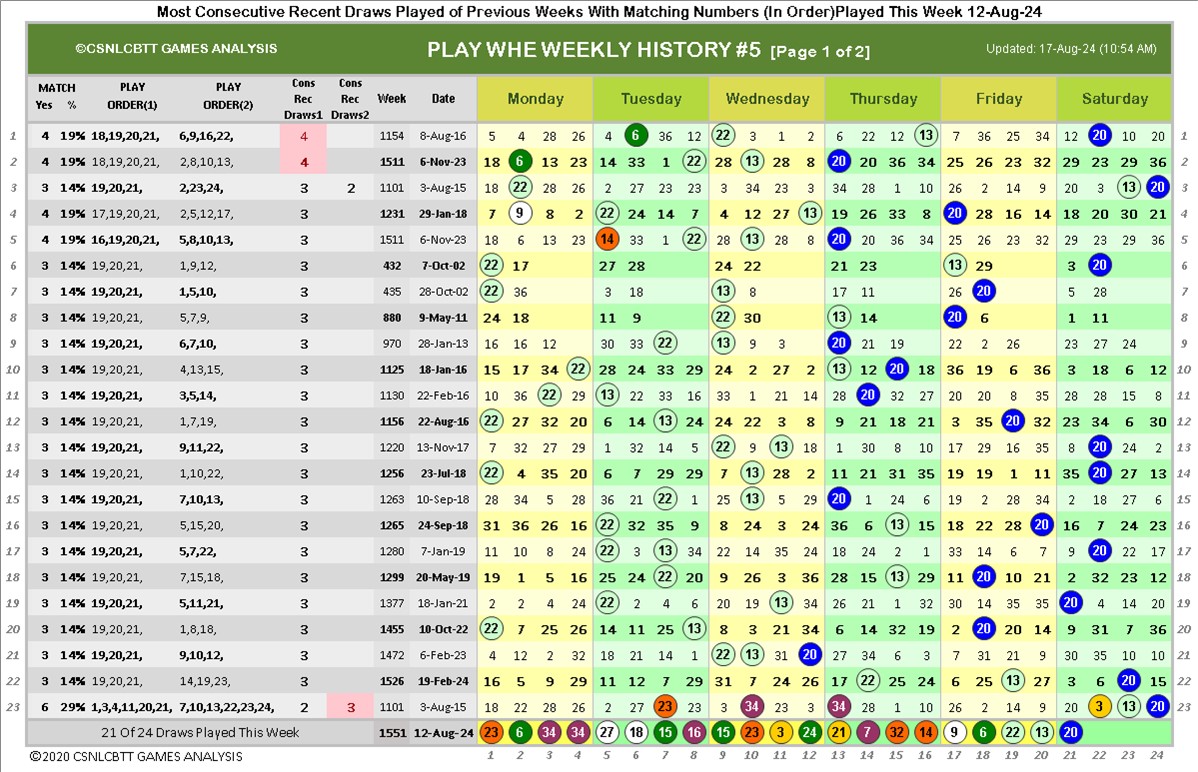 Most Consecutive Recent Draws Played of Previous Weeks With Matching Numbers (In Order)Played This Week 12-Aug-24
©CSNLCBTT GAMES ANALYSIS PLAY WHE WEEKLY HISTORY #5 [Page 1 of 2] Updated: 17-Aug-24 (10:54 AM)
MATCH Yes % PLAY ORDER(1) PLAY ORDER(2) Cons Rec Draws1 Cons Rec Draws2 Week Date Monday Tuesday Wednesday Thursday Friday Saturday
1 4 19% 18,19,20,21, 6,9,16,22, 4 1154 8-Aug-16 5 4 28 26 4 6 36 12 22 3 1 2 6 22 12 13 7 36 25 34 12 20 10 20 1
2 4 19% 18,19,20,21, 2,8,10,13, 4 1511 6-Nov-23 18 6 13 23 14 33 1 22 28 13 28 8 20 20 36 34 25 26 23 32 29 23 29 36 2
3 3 14% 19,20,21, 2,23,24, 3 2 1101 3-Aug-15 18 22 28 26 2 27 23 23 3 34 23 3 34 28 1 10 26 2 14 9 20 3 13 20 3
4 4 19% 17,19,20,21, 2,5,12,17, 3 1231 29-Jan-18 7 9 8 2 22 24 14 7 4 12 27 13 19 26 33 8 20 28 16 14 18 20 30 21 4
5 4 19% 16,19,20,21, 5,8,10,13, 3 1511 6-Nov-23 18 6 13 23 14 33 1 22 28 13 28 8 20 20 36 34 25 26 23 32 29 23 29 36 5
6 3 14% 19,20,21, 1,9,12, 3 432 7-Oct-02 22 17 27 28 24 22 21 23 13 29 3 20 6
7 3 14% 19,20,21, 1,5,10, 3 435 28-Oct-02 22 36 3 18 13 8 17 11 26 20 5 28 7
8 3 14% 19,20,21, 5,7,9, 3 880 9-May-11 24 18 11 9 22 30 13 14 20 6 1 11 8
9 3 14% 19,20,21, 6,7,10, 3 970 28-Jan-13 16 16 12 30 33 22 13 9 3 20 21 19 22 2 26 23 27 24 9
10 3 14% 19,20,21, 4,13,15, 3 1125 18-Jan-16 15 17 34 22 28 24 33 29 24 2 27 2 13 12 20 18 36 19 6 36 3 18 6 12 10
11 3 14% 19,20,21, 3,5,14, 3 1130 22-Feb-16 10 36 22 29 13 22 33 16 33 1 21 14 28 20 32 27 20 20 8 35 28 28 15 8 11
12 3 14% 19,20,21, 1,7,19, 3 1156 22-Aug-16 22 27 32 20 6 14 13 24 24 22 3 8 9 21 18 21 3 35 20 32 23 34 6 30 12
13 3 14% 19,20,21, 9,11,22, 3 1220 13-Nov-17 7 32 27 29 1 32 14 5 22 9 13 18 1 30 8 10 17 29 16 35 8 20 24 2 13
14 3 14% 19,20,21, 1,10,22, 3 1256 23-Jul-18 22 4 35 20 6 7 29 29 7 13 28 2 11 21 31 35 19 19 1 11 35 20 27 13 14
15 3 14% 19,20,21, 7,10,13, 3 1263 10-Sep-18 28 34 5 28 36 21 22 1 25 13 5 29 20 1 24 6 19 2 28 34 2 18 27 6 15
16 3 14% 19,20,21, 5,15,20, 3 1265 24-Sep-18 31 36 26 16 22 32 35 9 8 24 3 24 36 6 13 15 18 22 28 20 16 7 24 23 16
17 3 14% 19,20,21, 5,7,22, 3 1280 7-Jan-19 11 10 8 24 22 3 13 34 22 14 35 24 18 24 2 1 33 14 6 7 9 20 22 17 17
18 3 14% 19,20,21, 7,15,18, 3 1299 20-May-19 19 1 5 16 25 24 22 20 9 26 3 36 28 15 13 29 11 20 10 21 2 32 23 12 18
19 3 14% 19,20,21, 5,11,21, 3 1377 18-Jan-21 2 2 4 24 22 2 4 6 20 19 13 34 26 21 1 32 30 14 35 35 20 4 14 20 19
20 3 14% 19,20,21, 1,8,18, 3 1455 10-Oct-22 22 7 25 26 14 11 25 13 8 3 21 34 6 14 32 19 2 20 20 14 9 31 7 36 20
21 3 14% 19,20,21, 9,10,12, 3 1472 6-Feb-23 4 12 2 32 18 21 14 1 22 13 31 20 27 34 6 3 7 31 21 9 30 35 10 10 21
22 3 14% 19,20,21, 14,19,23, 3 1526 19-Feb-24 16 5 9 29 11 12 7 29 31 7 24 26 17 22 25 24 6 25 13 27 3 6 20 15 22
23 6 29% 1,3,4,11,20,21, 7,10,13,22,23,24, 2 3 1101 3-Aug-15 18 22 28 26 2 27 23 23 3 34 23 3 34 28 1 10 26 2 14 9 20 3 13 20 23
21 Of 24 Draws Played This Week 1551 12-Aug-24 23 6 34 34 27 18 15 16 15 23 3 24 21 7 32 14 9 6 22 13 20
©2020 CSNLCBTT GAMES ANALYSIS 1 2 3 4 5 6 7 8 9 10 11 12 13 14 15 16 17 18 19 20 21 22 23 24